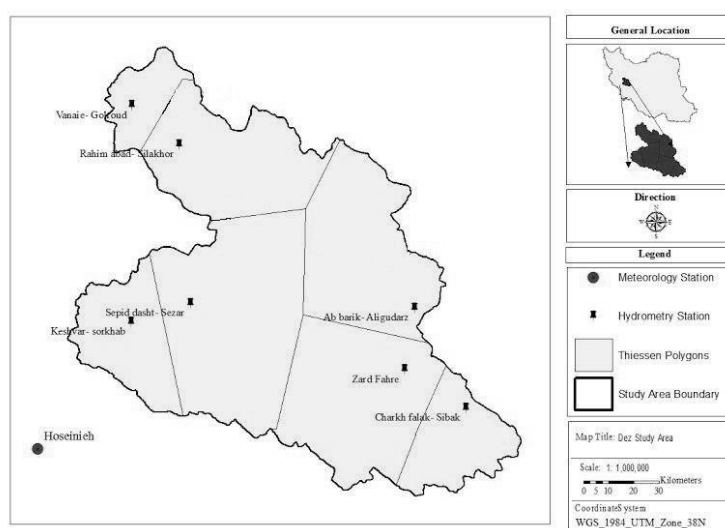 Vanaie- Golroud
Rahim abad- Silakhor
Sepid dasht- Sezar
Keshvar- sorkhab
Ab barik- Aligudarz
Zard Fahre
Charkh falak- Sibak
Hoseinieh
General Location
Direction
N
W E
S
Legend
Meteorology Station
Hydrometry Station
Thiessen Polygons
Study Area Boundary
Map Title: Dez Study Area
Scale: 1: 1,000,000
Kilometers
0 5 10 20 30
CoordinateSystem
WGS_1984_UTM_Zone_38N